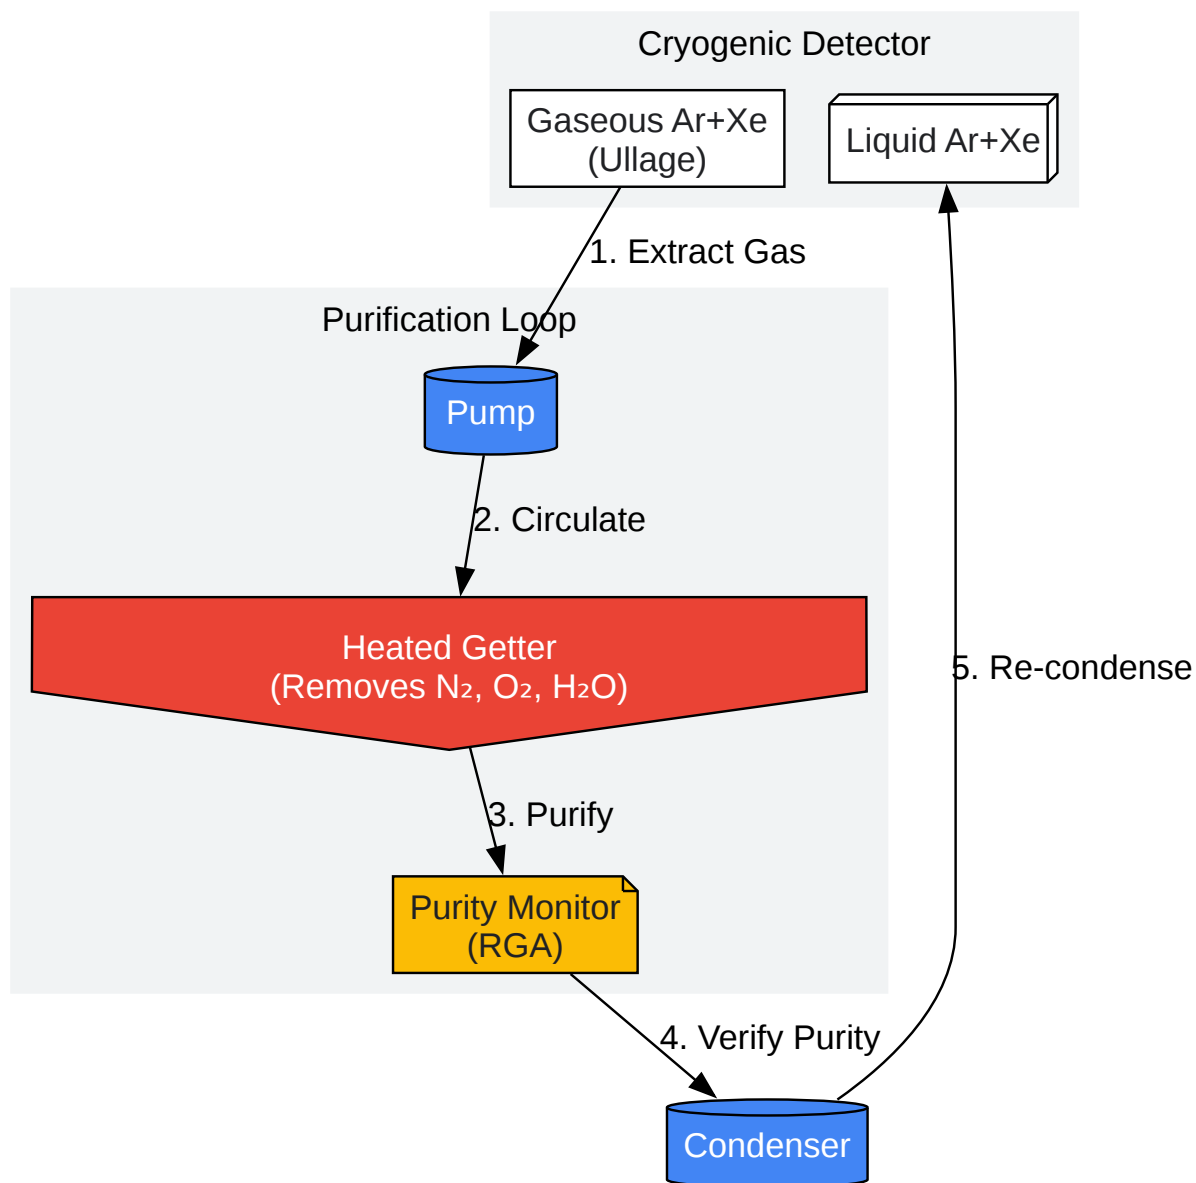 Cryogenic Detector
Gaseous Ar+Xe
(Ullage)
Liquid Ar+Xe
1. Extract Gas
Purification Loop
Pump
2. Circulate
Heated Getter
(Removes N₂, O₂, H₂O)
5. Re-condense
3. Purify
Purity Monitor
(RGA)
4. Verify Purity
Condenser